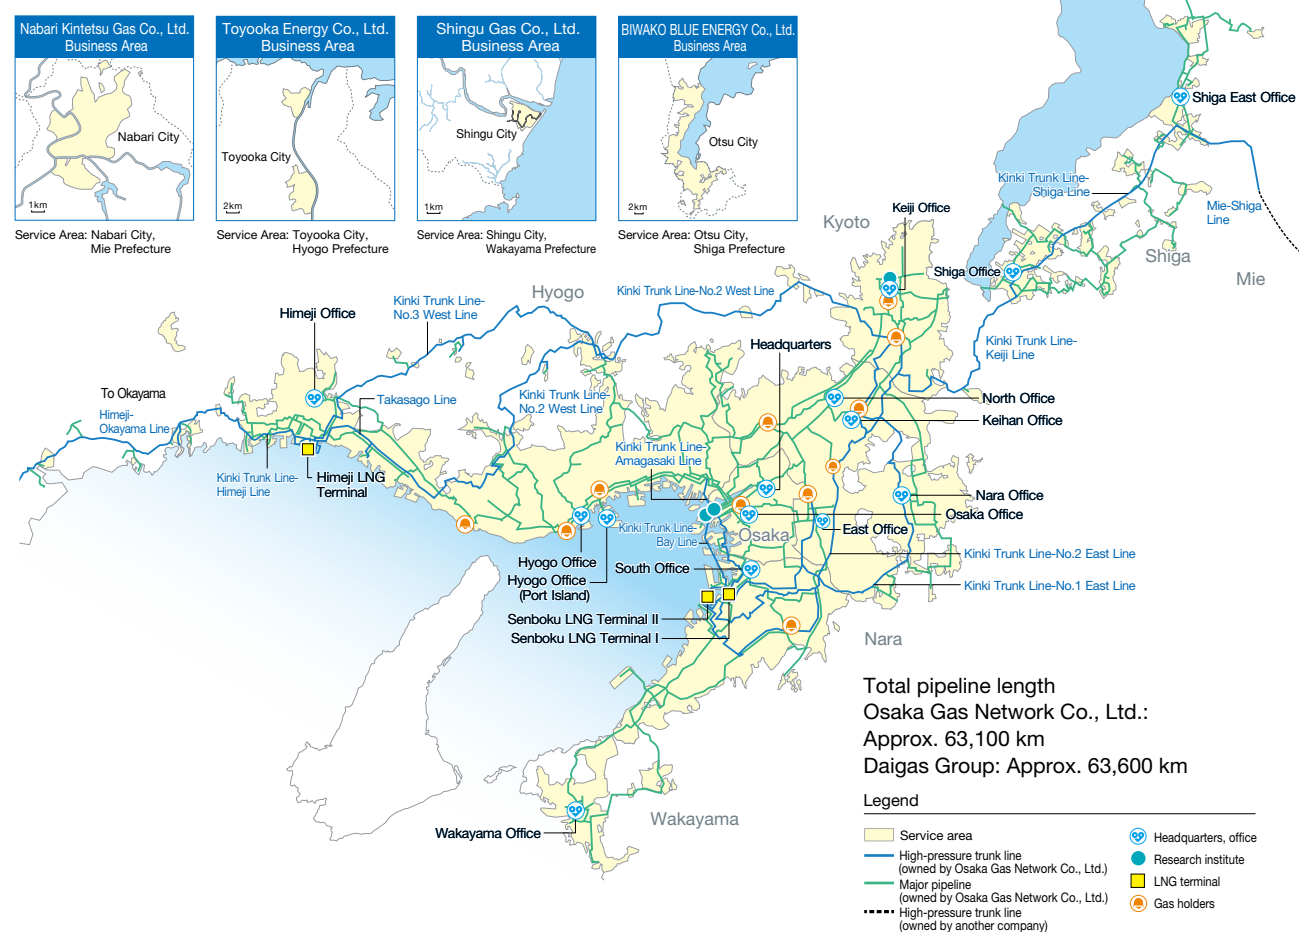 Nabari Kintetsu Gas Co., Ltd.
Business Area
Nabari City
1km
Service Area: Nabari City,
Mie Prefecture
Toyooka Energy Co., Ltd.
Business Area
Toyooka City
2km
Service Area: Toyooka City,
Hyogo Prefecture
Shingu Gas Co., Ltd.
Business Area
Shingu City
1km
Service Area: Shingu City,
Wakayama Prefecture
BIWAKO BLUE ENERGY Co., Ltd.
Business Area
Otsu City
2km
Service Area: Otsu City,
Shiga Prefecture
Shiga East Office
Kinki Trunk Line-
Shiga Line
Mie-Shiga
Line
Keiji Office
Kyoto
Shiga
Shiga Office
Mie
Hyogo
Kinki Trunk Line-No.2 West Line
Kinki Trunk Line-
No.3 West Line
Himeji Office
Headquarters
Kinki Trunk Line-
Keiji Line
To Okayama
Himeji-
Okayama Line
Takasago Line
Kinki Trunk Line-
No.2 West Line
North Office
Keihan Office
Kinki Trunk Line-
Amagasaki Line
Kinki Trunk Line-
Himeji Line
Himeji LNG
Terminal
Nara Office
Osaka Office
Kinki Trunk Line-
Bay Line
Osaka
East Office
Hyogo Office
South Office
Kinki Trunk Line-No.2 East Line
Hyogo Office
(Port Island)
Kinki Trunk Line-No.1 East Line
Senboku LNG Terminal II
Senboku LNG Terminal I
Nara
Wakayama
Wakayama Office
Total pipeline length
Osaka Gas Network Co., Ltd.:
Approx. 63,100 km
Daigas Group: Approx. 63,600 km
Legend
Service area
High-pressure trunk line
(owned by Osaka Gas Network Co., Ltd.)
Major pipeline
(owned by Osaka Gas Network Co., Ltd.)
High-pressure trunk line
(owned by another company)
Headquarters, office
Research institute
LNG terminal
Gas holders